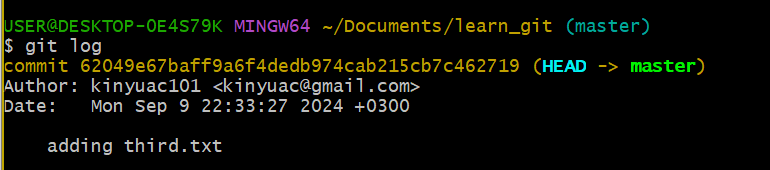 USER@DESKTOP-0E4S79K MINGW64 ~/Documents/learn_git (master)
$ git log
commit 62049e67baff9a6f4dedb974cab215cb7c462719 (HEAD -> master)
Author: kinyuac101 <kinyuac@gmail.com>
Date:   Mon Sep 9 22:33:27 2024 +0300
    adding third.txt